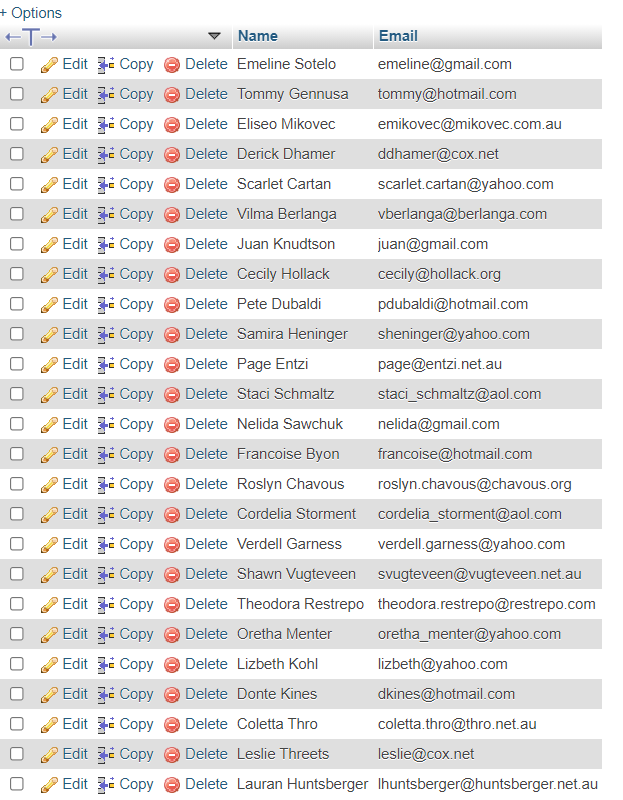 + Options
←T→ Name Email
Edit Copy Delete Emeline Sotelo emeline@gmail.com
Edit Copy Delete Tommy Gennusa tommy@hotmail.com
Edit Copy Delete Eliseo Mikovec emikovec@mikovec.com.au
Edit Copy Delete Derick Dhamer ddhamer@cox.net
Edit Copy Delete Scarlet Cartan scarlet.cartan@yahoo.com
Edit Copy Delete Vilma Berlanga vberlanga@berlanga.com
Edit Copy Delete Juan Knudtson juan@gmail.com
Edit Copy Delete Cecily Hollack cecily@hollack.org
Edit Copy Delete Pete Dubaldi pdubaldi@hotmail.com
Edit Copy Delete Samira Heninger sheninger@yahoo.com
Edit Copy Delete Page Entzi page@entzi.net.au
Edit Copy Delete Staci Schmaltz staci_schmaltz@aol.com
Edit Copy Delete Nelida Sawchuk nelida@gmail.com
Edit Copy Delete Francoise Byon francoise@hotmail.com
Edit Copy Delete Roslyn Chavous roslyn.chavous@chavous.org
Edit Copy Delete Cordelia Storment cordelia_storment@aol.com
Edit Copy Delete Verdell Garness verdell.garness@yahoo.com
Edit Copy Delete Shawn Vugteveen svugteveen@vugteveen.net.au
Edit Copy Delete Theodora Restrepo theodora.restrepo@restrepo.com
Edit Copy Delete Oretha Menter oretha_menter@yahoo.com
Edit Copy Delete Lizbeth Kohl lizbeth@yahoo.com
Edit Copy Delete Donte Kines dkines@hotmail.com
Edit Copy Delete Coletta Thro coletta.thro@thro.net.au
Edit Copy Delete Leslie Threets leslie@cox.net
Edit Copy Delete Lauran Huntsberger lhuntsberger@huntsberger.net.au